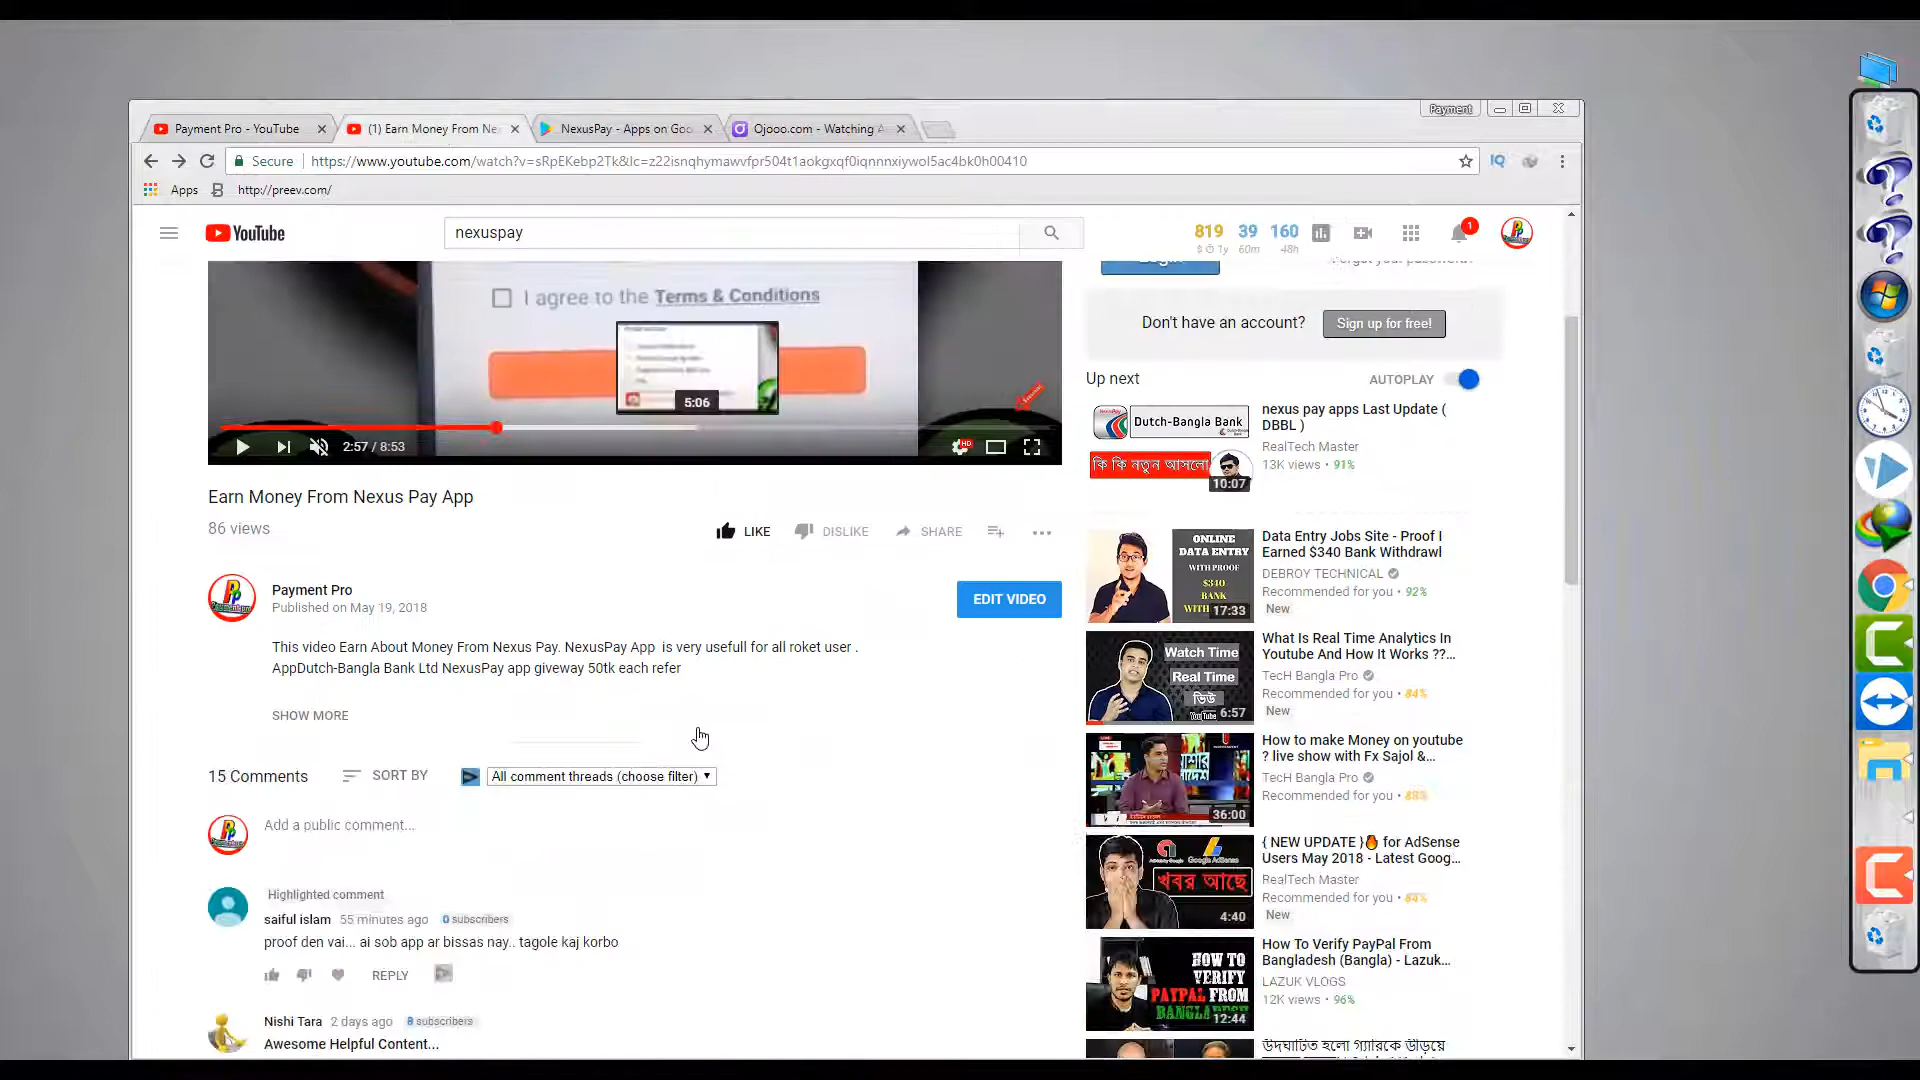 Payment
Payment Pro - YouTube
(1) Earn Money From Ne
NexusPay - Apps on Goo
Ojooo.com - Watching A
Secure
https://www.youtube.com/watch?v=sRpEKebp2Tk&lc=z22isnqhymawvfpr504t1aokgxqf0iqnnnxiywol5ac4bk0h00410
IQ
Apps
http://preev.com/
YouTube
nexuspay
819 39 160
1y 60m 48h
1
I agree to the Terms & Conditions
5:06
2:57 / 8:53
HD
Earn Money From Nexus Pay App
86 views
LIKE
DISLIKE
SHARE
Payment Pro
Published on May 19, 2018
EDIT VIDEO
This video Earn About Money From Nexus Pay. NexusPay App is very usefull for all roket user .
AppDutch-Bangla Bank Ltd NexusPay app giveway 50tk each refer
SHOW MORE
15 Comments
SORT BY
All comment threads (choose filter)
Add a public comment...
Highlighted comment
saiful islam 55 minutes ago 0 subscribers
proof den vai... ai sob app ar bissas nay.. tagole kaj korbo
REPLY
Nishi Tara 2 days ago 8 subscribers
Awesome Helpful Content...
Login
Forgot your password?
Don't have an account?
Sign up for free!
Up next
AUTOPLAY
Dutch-Bangla Bank
কি কি নতুন আসলো
10:07
nexus pay apps Last Update (
DBBL )
RealTech Master
13K views • 91%
ONLINE
DATA ENTRY
WITH PROOF
$340
BANK
17:33
Data Entry Jobs Site - Proof I
Earned $340 Bank Withdrawl
DEBROY TECHNICAL
Recommended for you • 92%
New
Watch Time
Real Time
ভিউ
YouTube
6:57
What Is Real Time Analytics In
Youtube And How It Works ??...
TecH Bangla Pro
Recommended for you • 84%
New
36:00
How to make Money on youtube
? live show with Fx Sajol &...
TecH Bangla Pro
Recommended for you • 88%
Google AdSense
খবর আছে
4:40
{ NEW UPDATE }🔥 for AdSense
Users May 2018 - Latest Goog...
RealTech Master
Recommended for you • 84%
New
HOW TO
VERIFY
PAYPAL FROM
BANGLADESH
12:44
How To Verify PayPal From
Bangladesh (Bangla) - Lazuk...
LAZUK VLOGS
12K views • 96%
উদঘাটিত হলো গ্যারিকে উড়িয়ে